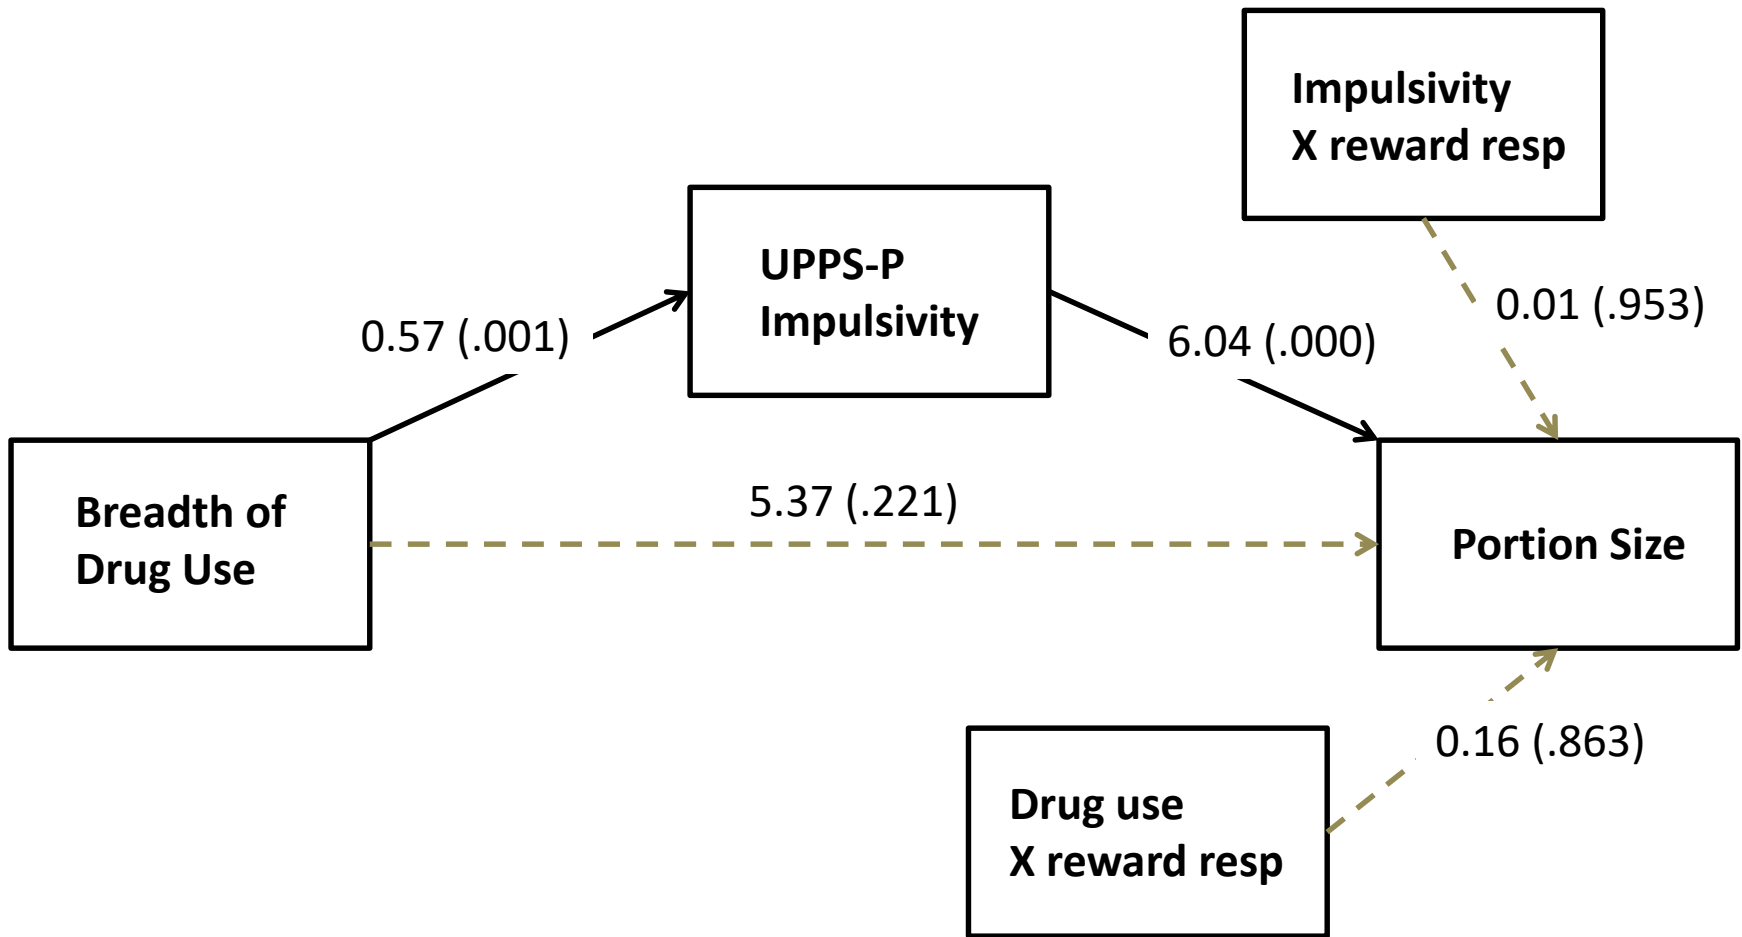 Impulsivity
X reward resp
UPPS-P
Impulsivity
0.01 (.953)
0.57 (.001)
6.04 (.000)
Breadth of
Drug Use
5.37 (.221)
Portion Size
0.16 (.863)
Drug use
X reward resp